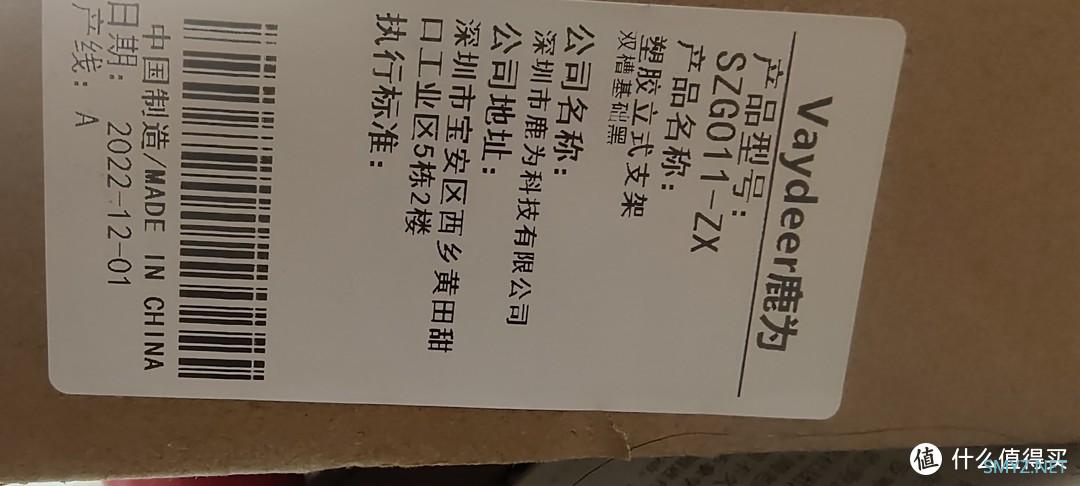 Vaydeer鹿为
产品型号：
SZG011-ZX
产品名称：
塑胶立式支架
双槽基础黑
公司名称：
深圳市鹿为科技有限公司
公司地址：
深圳市宝安区西乡黄田甜
口工业区5栋2楼
执行标准：
中国制造/MADE IN CHINA
日期： 2022-12-01
产线： A
值 什么值得买
SMYZ.NET